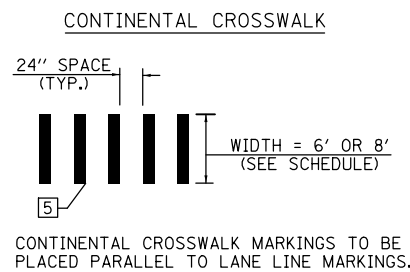 CONTINENTAL CROSSWALK
24" SPACE
(TYP.)
WIDTH = 6' OR 8'
(SEE SCHEDULE)
5
CONTINENTAL CROSSWALK MARKINGS TO BE
PLACED PARALLEL TO LANE LINE MARKINGS.